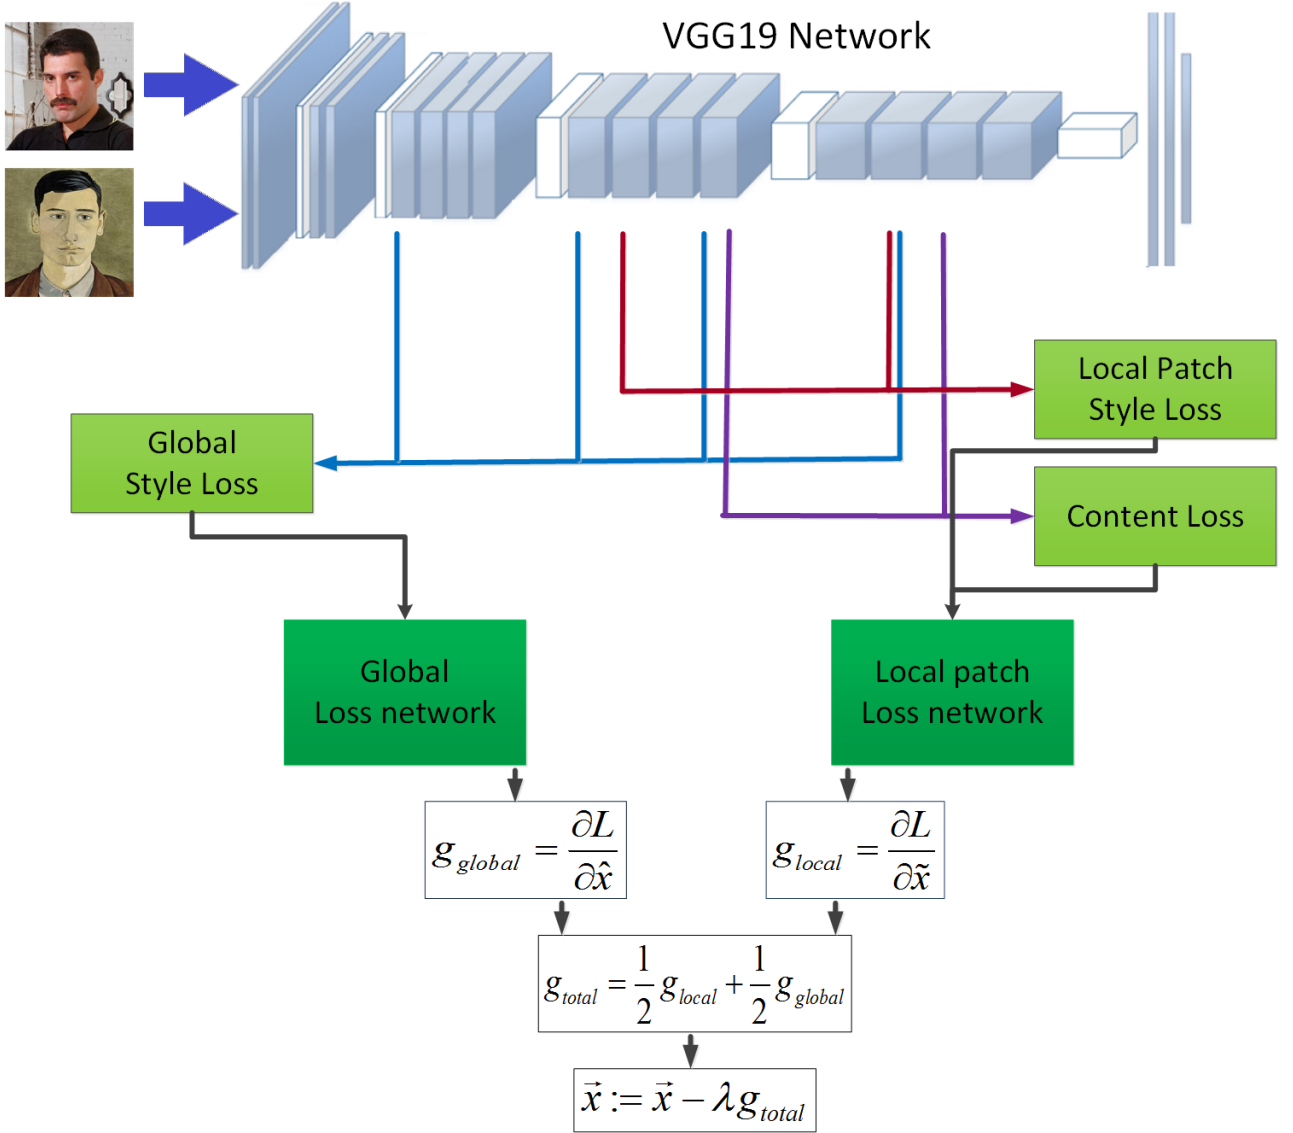 VGG19 Network
Local Patch
Style Loss
Global
Style Loss
Content Loss
Global
Loss network
Local patch
Loss network
g_global = ∂L/∂x̂
g_local = ∂L/∂x̃
g_total = 1/2 g_local + 1/2 g_global
x⃗ := x⃗ − λg_total